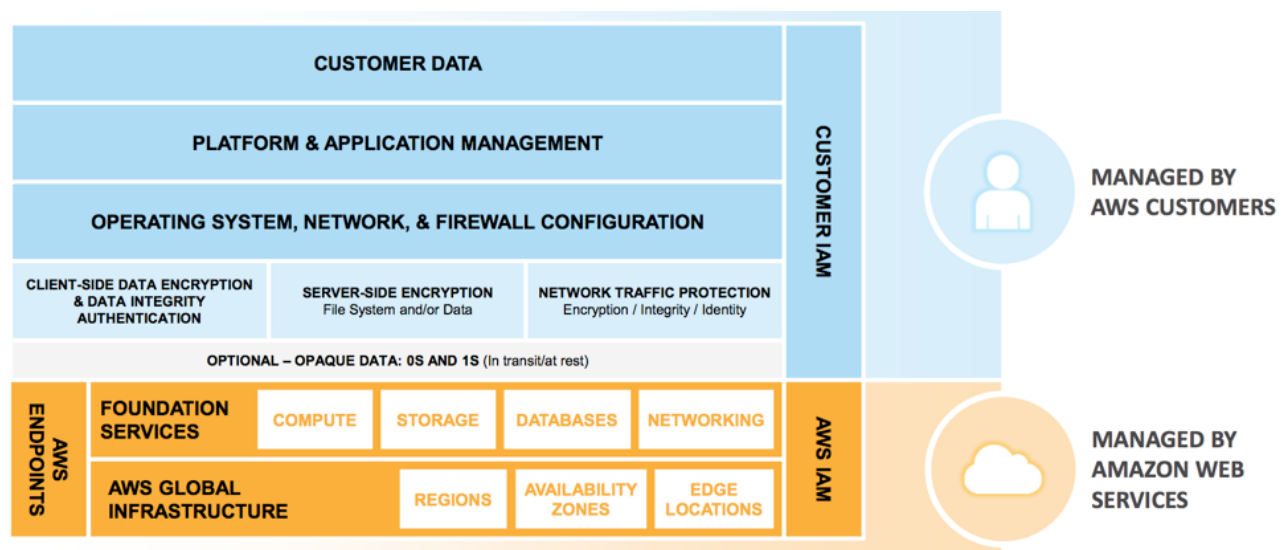 CUSTOMER DATA
PLATFORM & APPLICATION MANAGEMENT
OPERATING SYSTEM, NETWORK, & FIREWALL CONFIGURATION
CLIENT-SIDE DATA ENCRYPTION
& DATA INTEGRITY
AUTHENTICATION
SERVER-SIDE ENCRYPTION
File System and/or Data
NETWORK TRAFFIC PROTECTION
Encryption / Integrity / Identity
OPTIONAL – OPAQUE DATA: 0S AND 1S (In transit/at rest)
CUSTOMER IAM
MANAGED BY
AWS CUSTOMERS
AWS
ENDPOINTS
FOUNDATION
SERVICES
COMPUTE
STORAGE
DATABASES
NETWORKING
AWS GLOBAL
INFRASTRUCTURE
REGIONS
AVAILABILITY
ZONES
EDGE
LOCATIONS
AWS IAM
MANAGED BY
AMAZON WEB
SERVICES